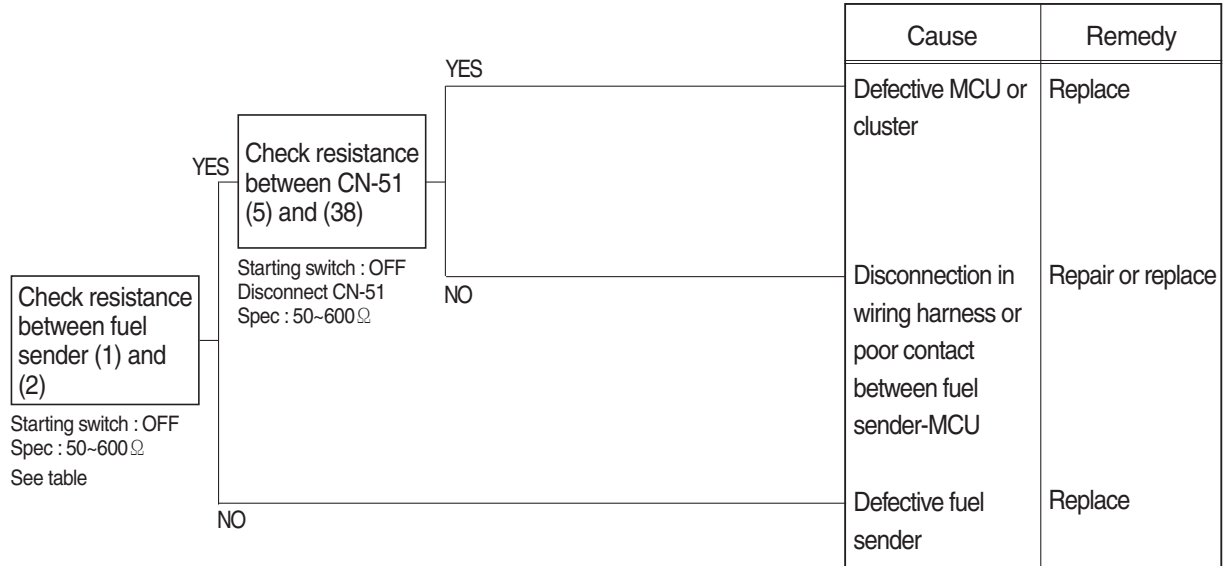 Cause
Remedy
YES
Defective MCU or
cluster
Replace
YES
Check resistance
between CN-51
(5) and (38)
Starting switch : OFF
Disconnect CN-51
Spec : 50~600Ω
NO
Disconnection in
wiring harness or
poor contact
between fuel
sender-MCU
Repair or replace
Check resistance
between fuel
sender (1) and
(2)
Starting switch : OFF
Spec : 50~600Ω
See table
NO
Defective fuel
sender
Replace